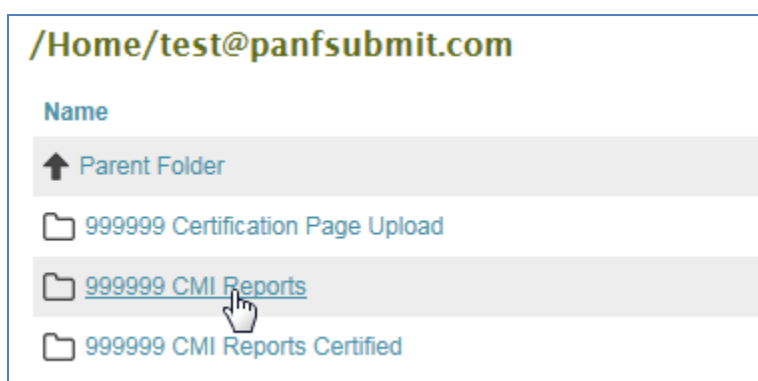 /Home/test@panfsubmit.com
Name
Parent Folder
999999 Certification Page Upload
999999 CMI Reports
999999 CMI Reports Certified